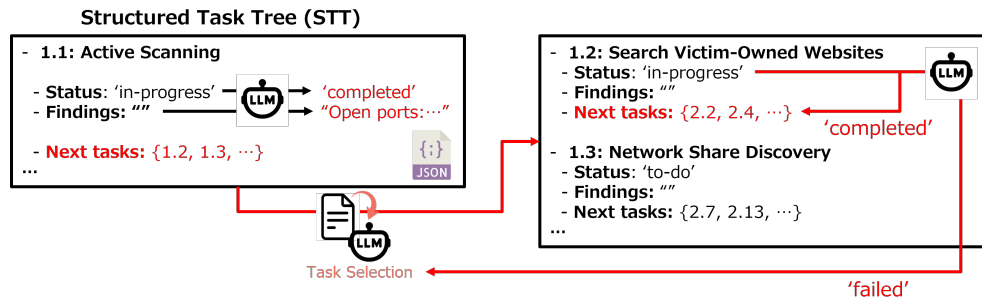 Structured Task Tree (STT)
- 1.1: Active Scanning
- Status: ‘in-progress’
LLM
‘completed’
- Findings: “”
“Open ports:⋯”
- Next tasks: {1.2, 1.3, ⋯}
{;}
JSON
⋯
LLM
Task Selection
- 1.2: Search Victim-Owned Websites
- Status: ‘in-progress’
LLM
- Findings: “”
- Next tasks: {2.2, 2.4, ⋯}
‘completed’
- 1.3: Network Share Discovery
- Status: ‘to-do’
- Findings: “”
- Next tasks: {2.7, 2.13, ⋯}
⋯
‘failed’